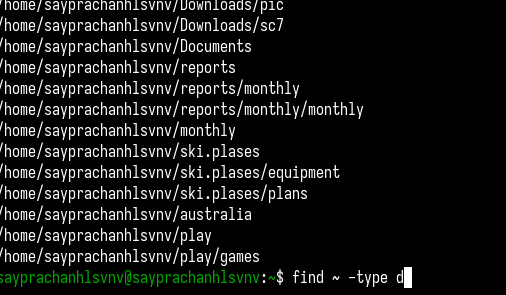 /home/sayprachanhlsvnv/Downloads/pic
/home/sayprachanhlsvnv/Downloads/sc7
/home/sayprachanhlsvnv/Documents
/home/sayprachanhlsvnv/reports
/home/sayprachanhlsvnv/reports/monthly
/home/sayprachanhlsvnv/reports/monthly/monthly
/home/sayprachanhlsvnv/monthly
/home/sayprachanhlsvnv/ski.plases
/home/sayprachanhlsvnv/ski.plases/equipment
/home/sayprachanhlsvnv/ski.plases/plans
/home/sayprachanhlsvnv/australia
/home/sayprachanhlsvnv/play
/home/sayprachanhlsvnv/play/games
sayprachanhlsvnv@sayprachanhlsvnv:~$ find ~ -type d